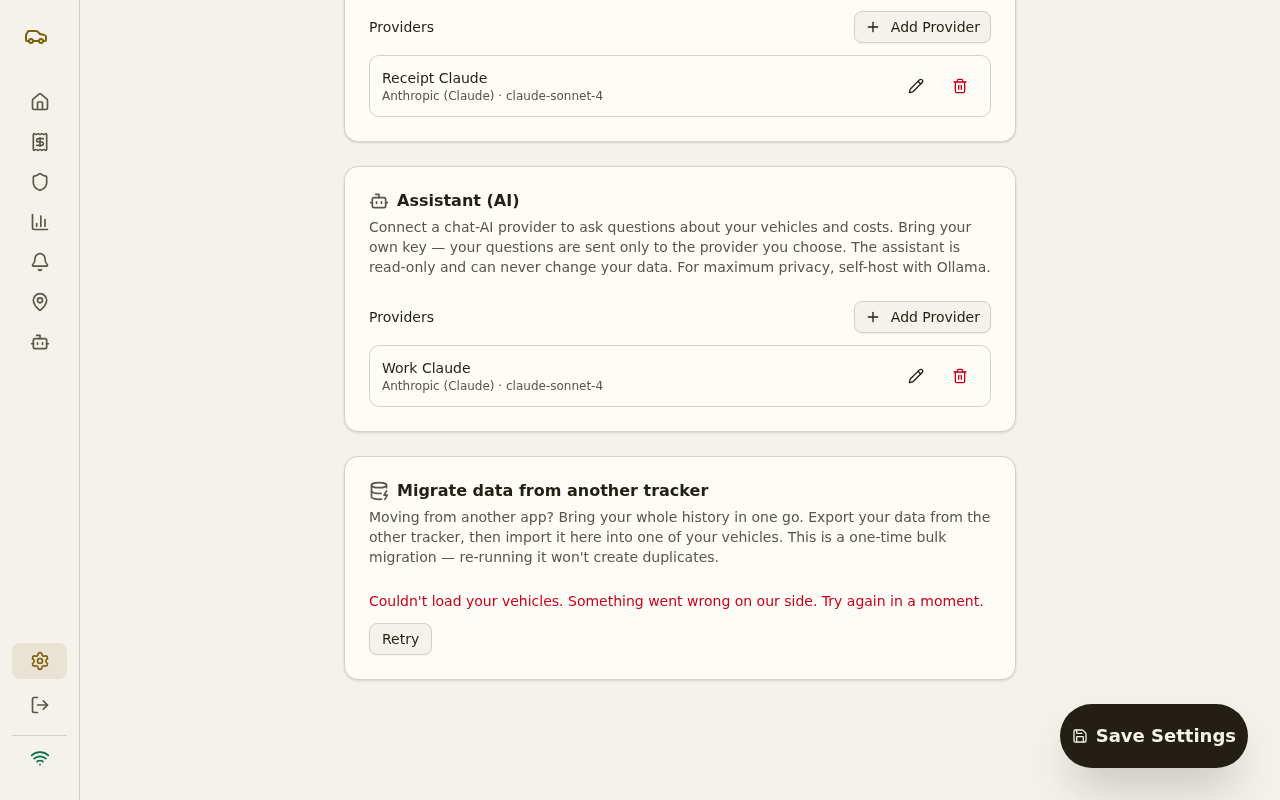 Providers
Add Provider
Receipt Claude
Anthropic (Claude) · claude-sonnet-4
Assistant (AI)
Connect a chat-AI provider to ask questions about your vehicles and costs. Bring your
own key — your questions are sent only to the provider you choose. The assistant is
read-only and can never change your data. For maximum privacy, self-host with Ollama.
Providers
Add Provider
Work Claude
Anthropic (Claude) · claude-sonnet-4
Migrate data from another tracker
Moving from another app? Bring your whole history in one go. Export your data from the
other tracker, then import it here into one of your vehicles. This is a one-time bulk
migration — re-running it won't create duplicates.
Couldn't load your vehicles. Something went wrong on our side. Try again in a moment.
Retry
Save Settings